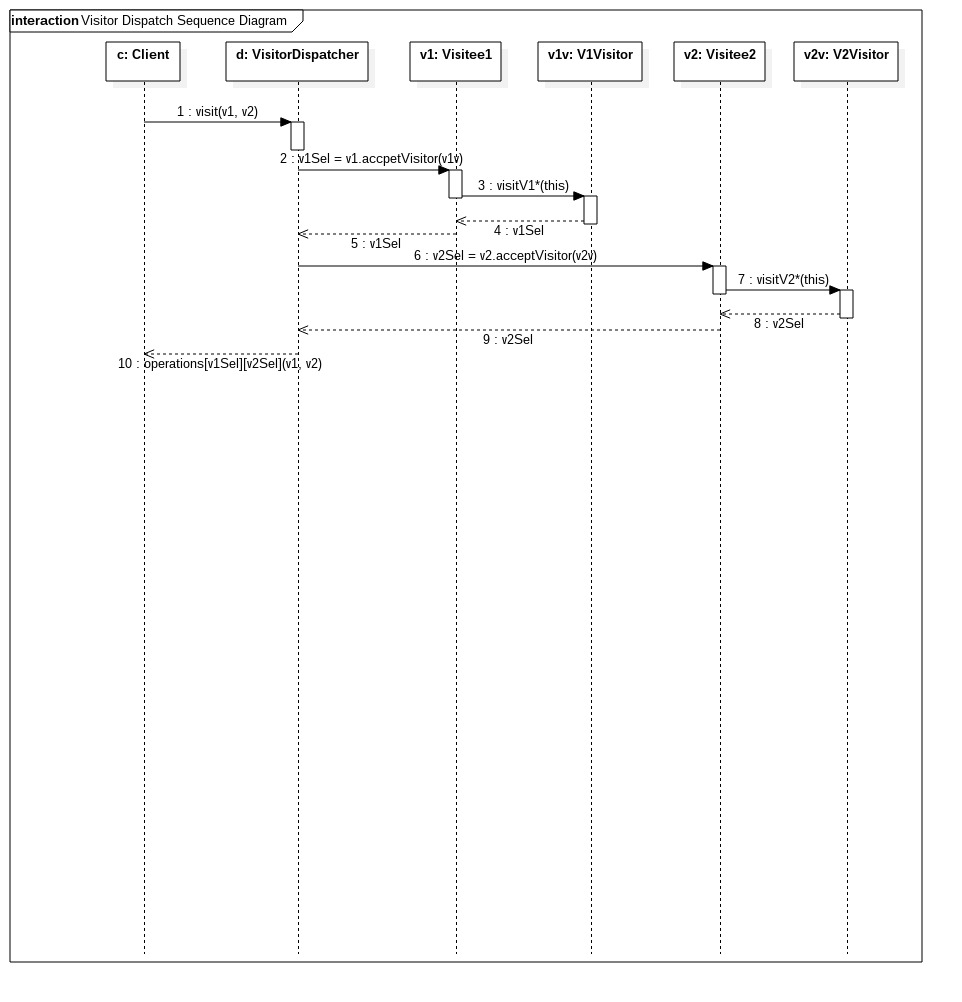 interaction Visitor Dispatch Sequence Diagram
c: Client d: VisitorDispatcher v1: Visitee1 v1v: V1Visitor v2: Visitee2 v2v: V2Visitor
1 : visit(v1, v2)
2 : v1Sel = v1.accpetVisitor(v1v)
3 : visitV1*(this)
4 : v1Sel
5 : v1Sel
6 : v2Sel = v2.acceptVisitor(v2v)
7 : visitV2*(this)
8 : v2Sel
9 : v2Sel
10 : operations[v1Sel][v2Sel](v1, v2)